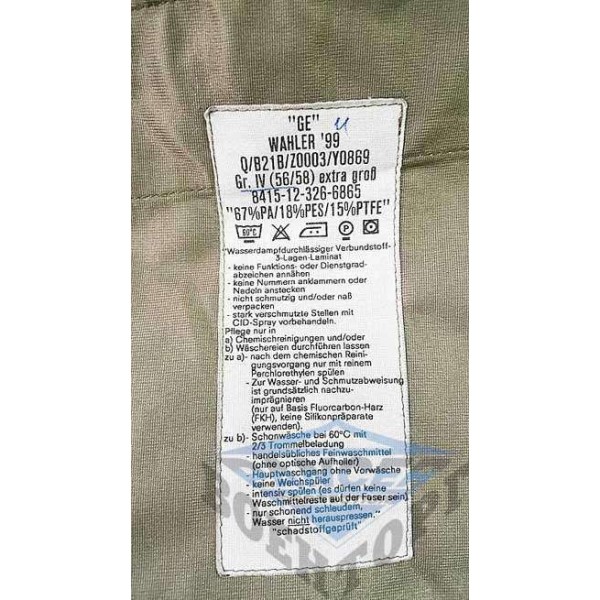 "GE"
WAHLER '99
Q/B21B/Z0003/Y0869
Gr. IV (56/58) extra groß
8415-12-326-6865
"67%PA/18%PES/15%PTFE"
60°C P
"Wasserdampfdurchlässiger Verbundstoff-
3-Lagen-Laminat
- keine Funktions- oder Dienstgrad-
abzeichen annähen
- keine Nummern anklammern oder
Nadeln anstecken
- nicht schmutzig und/oder naß
verpacken
- stark verschmutzte Stellen mit
CID-Spray vorbehandeln.
Pflege nur in
a) Chemischreinigungen und/oder
b) Wäschereien durchführen lassen
zu a)- nach dem chemischen Reini-
gungsvorgang nur mit reinem
Perchlorethylen spülen
- Zur Wasser- und Schmutzabweisung
ist grundsätzlich nachzu-
imprägnieren
(nur auf Basis Fluorcarbon-Harz
(FKH), keine Silikonpräparate
verwenden).
zu b)- Schonwäsche bei 60°C mit
2/3 Trommelbeladung
- handelsübliches Feinwaschmittel
(ohne optische Aufheller)
- Hauptwaschgang ohne Vorwäsche
- keine Weichspüler
- intensiv spülen (es dürfen keine
Waschmittelreste auf der Faser sein)
- nur schonend schleudern,
Wasser nicht herauspressen."
"schadstoffgeprüft"
ВОЕНТОРГ